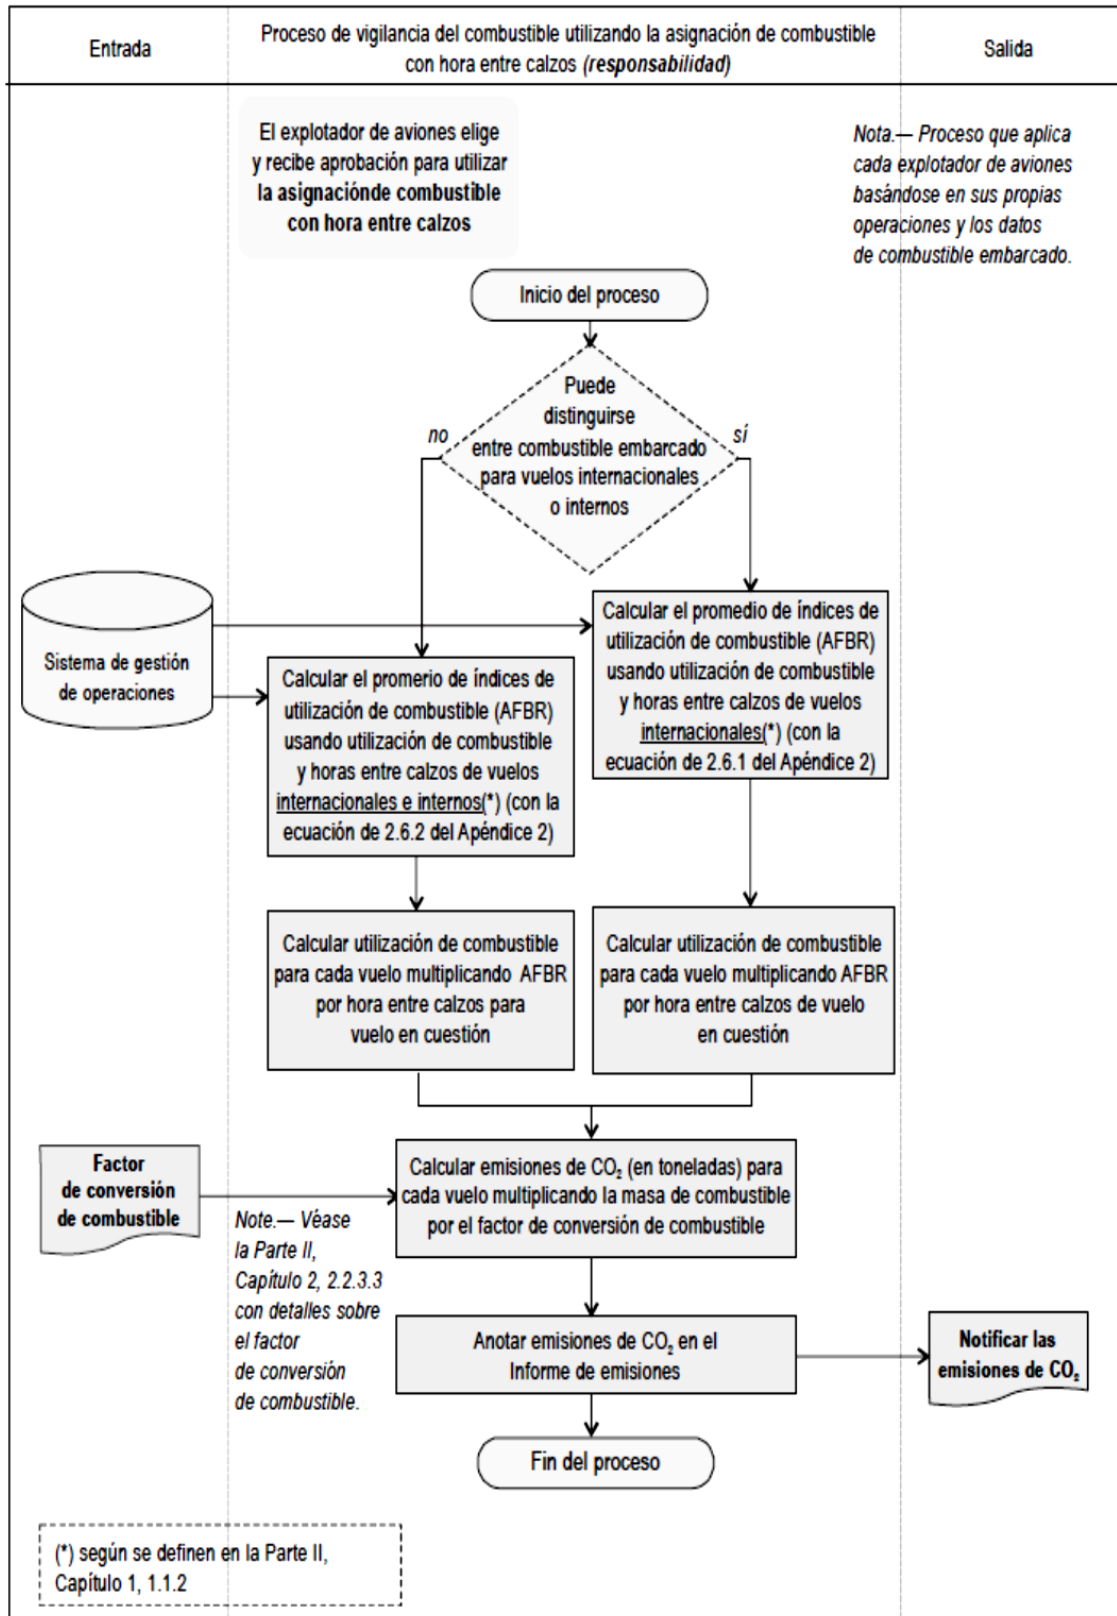 Entrada
Proceso de vigilancia del combustible utilizando la asignación de combustible
con hora entre calzos (responsabilidad)
Salida
El explotador de aviones elige
y recibe aprobación para utilizar
la asignaciónde combustible
con hora entre calzos
Nota.— Proceso que aplica
cada explotador de aviones
basándose en sus propias
operaciones y los datos
de combustible embarcado.
Inicio del proceso
Puede
distinguirse
entre combustible embarcado
para vuelos internacionales
o internos
no
sí
Sistema de gestión
de operaciones
Calcular el promedio de índices de
utilización de combustible (AFBR)
usando utilización de combustible
y horas entre calzos de vuelos
internacionales(*) (con la
ecuación de 2.6.1 del Apéndice 2)
Calcular el promerio de índices de
utilización de combustible (AFBR)
usando utilización de combustible
y horas entre calzos de vuelos
internacionales e internos(*) (con la
ecuación de 2.6.2 del Apéndice 2)
Calcular utilización de combustible
para cada vuelo multiplicando AFBR
por hora entre calzos para
vuelo en cuestión
Calcular utilización de combustible
para cada vuelo multiplicando AFBR
por hora entre calzos de vuelo
en cuestión
Factor
de conversión
de combustible
Calcular emisiones de CO₂ (en toneladas) para
cada vuelo multiplicando la masa de combustible
por el factor de conversión de combustible
Note.— Véase
la Parte II,
Capítulo 2, 2.2.3.3
con detalles sobre
el factor
de conversión
de combustible.
Anotar emisiones de CO₂ en el
Informe de emisiones
Notificar las
emisiones de CO₂
Fin del proceso
(*) según se definen en la Parte II,
Capítulo 1, 1.1.2